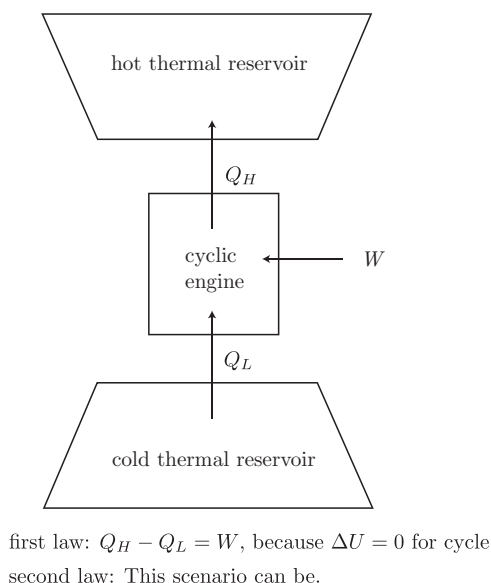 hot thermal reservoir
Q_H
cyclic
engine
W
Q_L
cold thermal reservoir
first law: Q_H − Q_L = W, because ΔU = 0 for cycle
second law: This scenario can be.